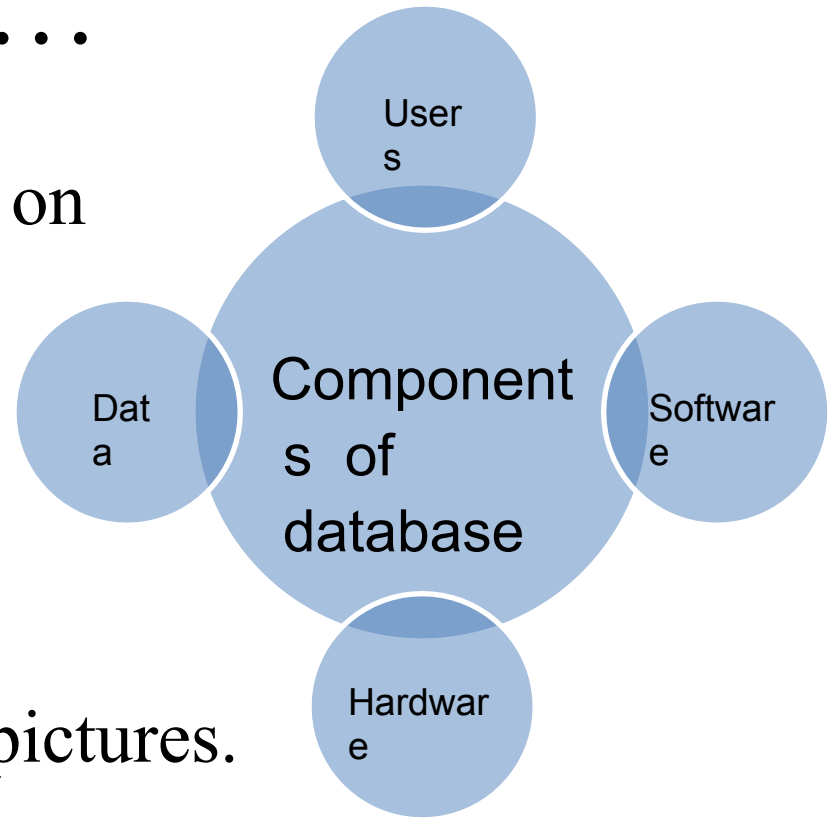 ...
User
s
on
Component
s of
database
Dat
a
Softwar
e
Hardwar
e
pictures.